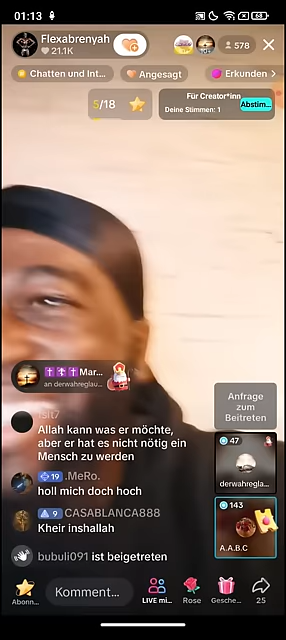 01:13
68
Flexabrenyah
21.1K
578
Chatten und Int...
Angesagt
Erkunden
5/18
Für Creator*inn
Deine Stimmen: 1
Abstim...
Mar...
an derwahreglau...
Anfrage
zum
Beitreten
Allah kann was er möchte,
aber er hat es nicht nötig ein
Mensch zu werden
47
derwahregla...
19 .MeRo.
holl mich doch hoch
9 CASABLANCA888
Kheir inshallah
143
A.A.B.C
bubuli091 ist beigetreten
Abonn...
Komment...
LIVE mi...
Rose
Gesche...
25